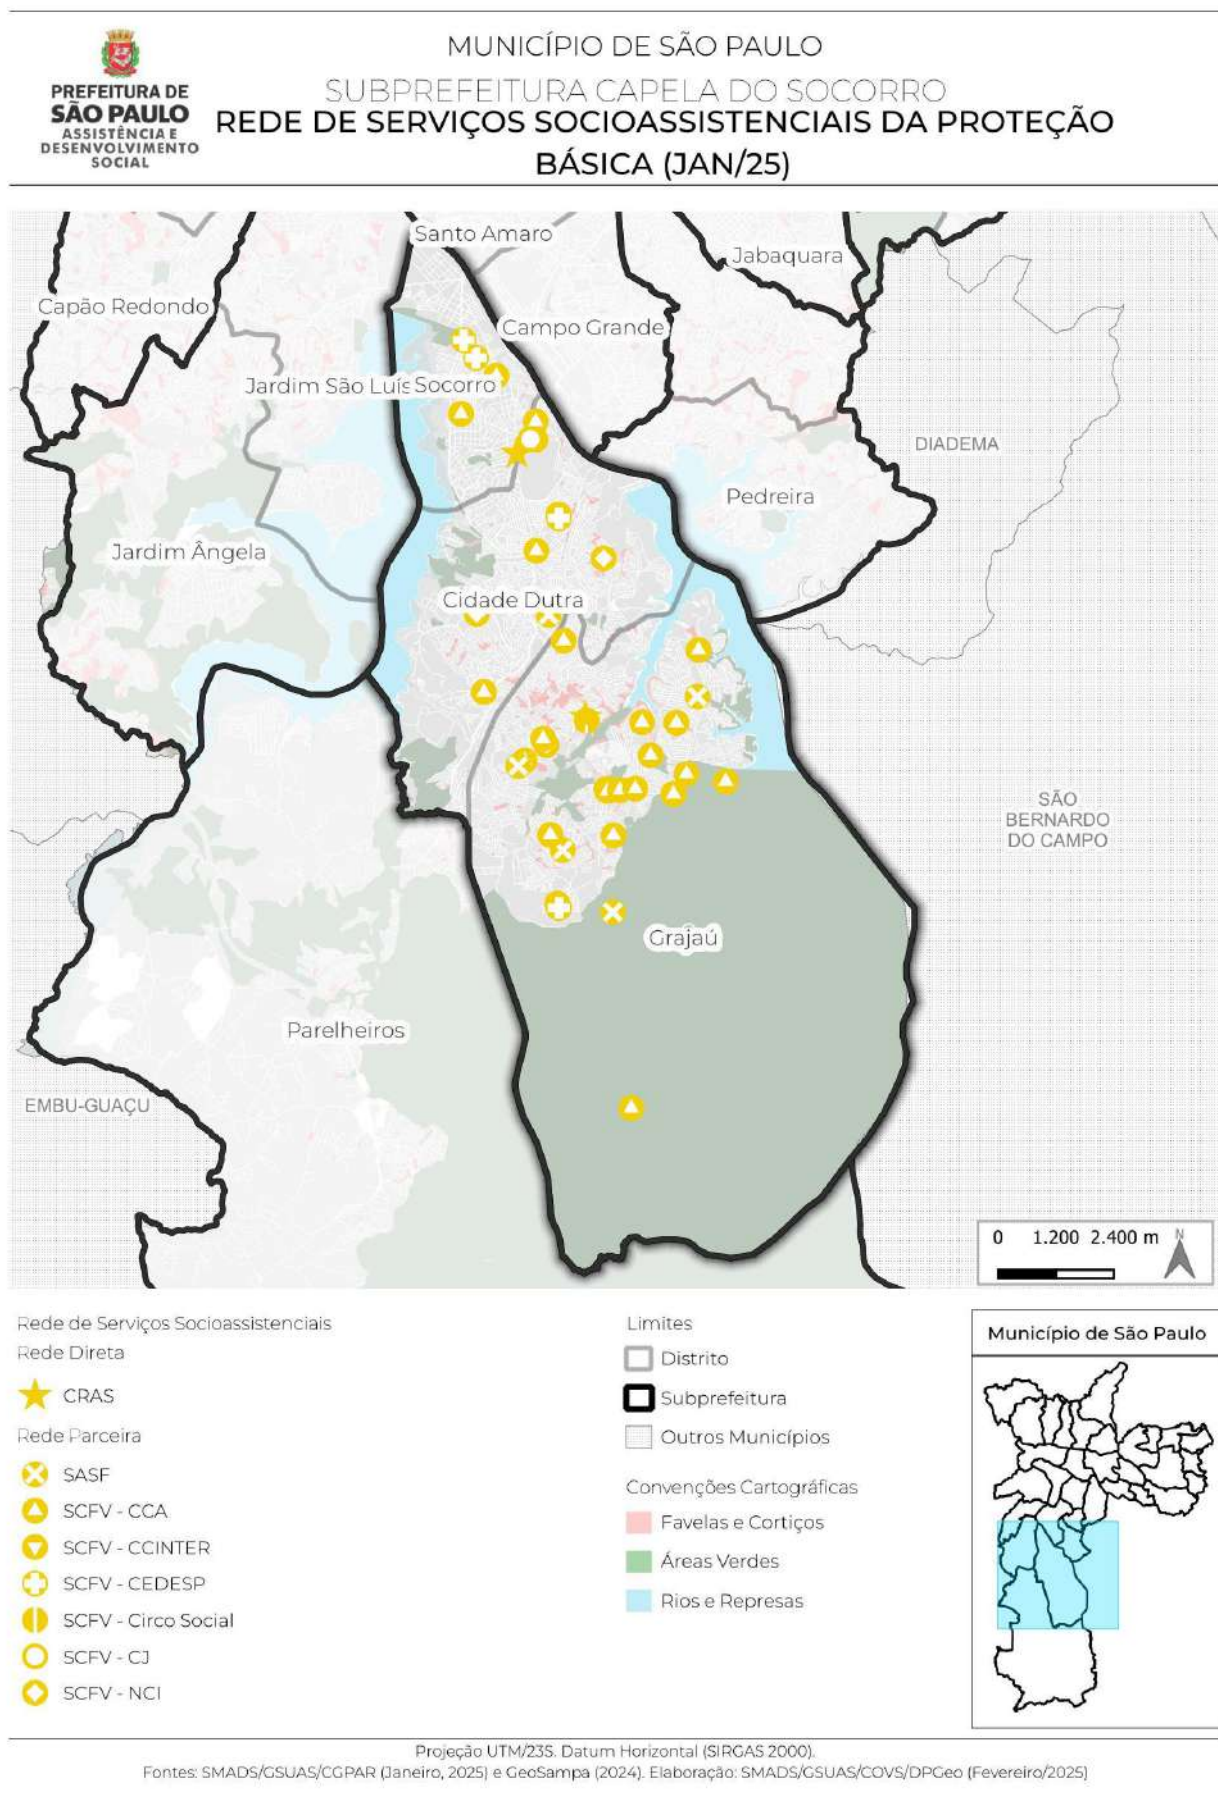 PREFEITURA DE
SÃO PAULO
ASSISTÊNCIA E
DESENVOLVIMENTO
SOCIAL
MUNICÍPIO DE SÃO PAULO
SUBPREFEITURA CAPELA DO SOCORRO
REDE DE SERVIÇOS SOCIOASSISTENCIAIS DA PROTEÇÃO
BÁSICA (JAN/25)
Santo Amaro
Jabaquara
Capão Redondo
Campo Grande
Jardim São Luís
Socorro
DIADEMA
Pedreira
Jardim Ângela
Cidade Dutra
SÃO
BERNARDO
DO CAMPO
Grajaú
Parelheiros
EMBU-GUAÇU
0 1.200 2.400 m
N
Rede de Serviços Socioassistenciais
Rede Direta
CRAS
Rede Parceira
SASF
SCFV - CCA
SCFV - CCINTER
SCFV - CEDESP
SCFV - Circo Social
SCFV - CJ
SCFV - NCI
Limites
Distrito
Subprefeitura
Outros Municípios
Convenções Cartográficas
Favelas e Cortiços
Áreas Verdes
Rios e Represas
Município de São Paulo
Projeção UTM/23S. Datum Horizontal (SIRGAS 2000).
Fontes: SMADS/GSUAS/CGPAR (Janeiro, 2025) e GeoSampa (2024). Elaboração: SMADS/GSUAS/COVS/DPGeo (Fevereiro/2025)